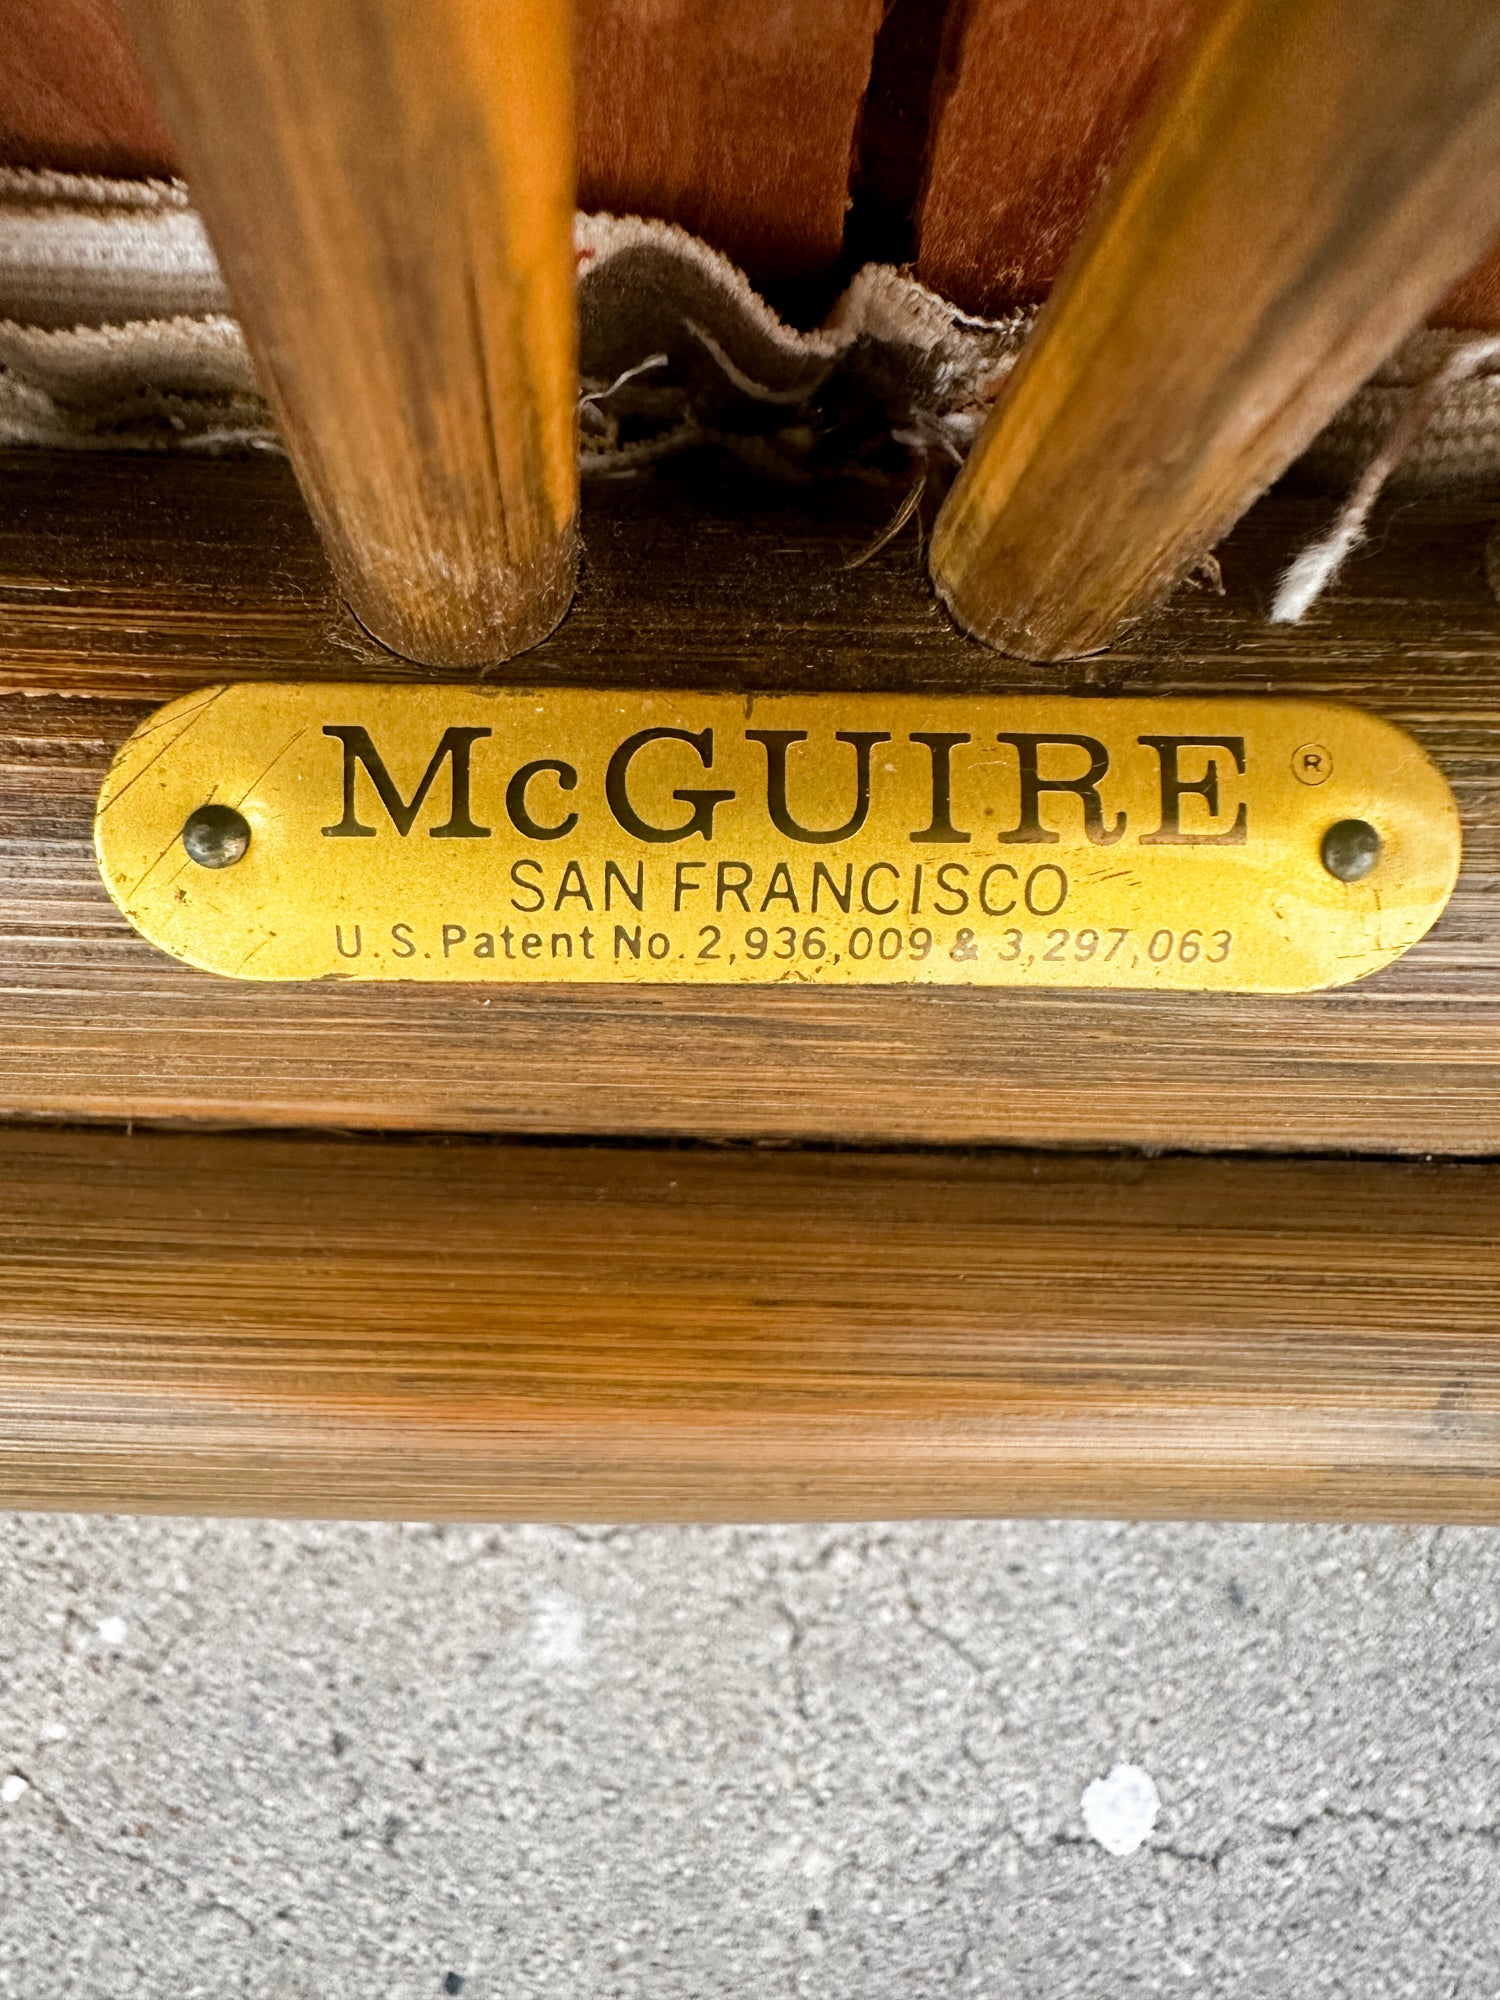 McGUIRE ®
SAN FRANCISCO
U.S. Patent No. 2,936,009 & 3,297,063